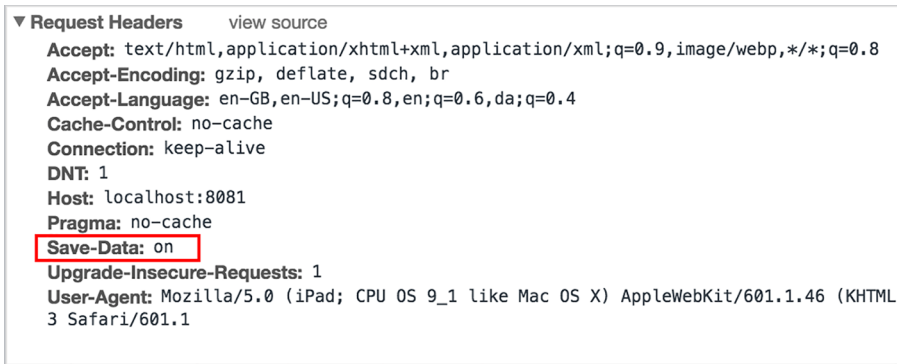 ▼ Request Headers view source
Accept: text/html,application/xhtml+xml,application/xml;q=0.9,image/webp,*/*;q=0.8
Accept-Encoding: gzip, deflate, sdch, br
Accept-Language: en-GB,en-US;q=0.8,en;q=0.6,da;q=0.4
Cache-Control: no-cache
Connection: keep-alive
DNT: 1
Host: localhost:8081
Pragma: no-cache
Save-Data: on
Upgrade-Insecure-Requests: 1
User-Agent: Mozilla/5.0 (iPad; CPU OS 9_1 like Mac OS X) AppleWebKit/601.1.46 (KHTML
3 Safari/601.1